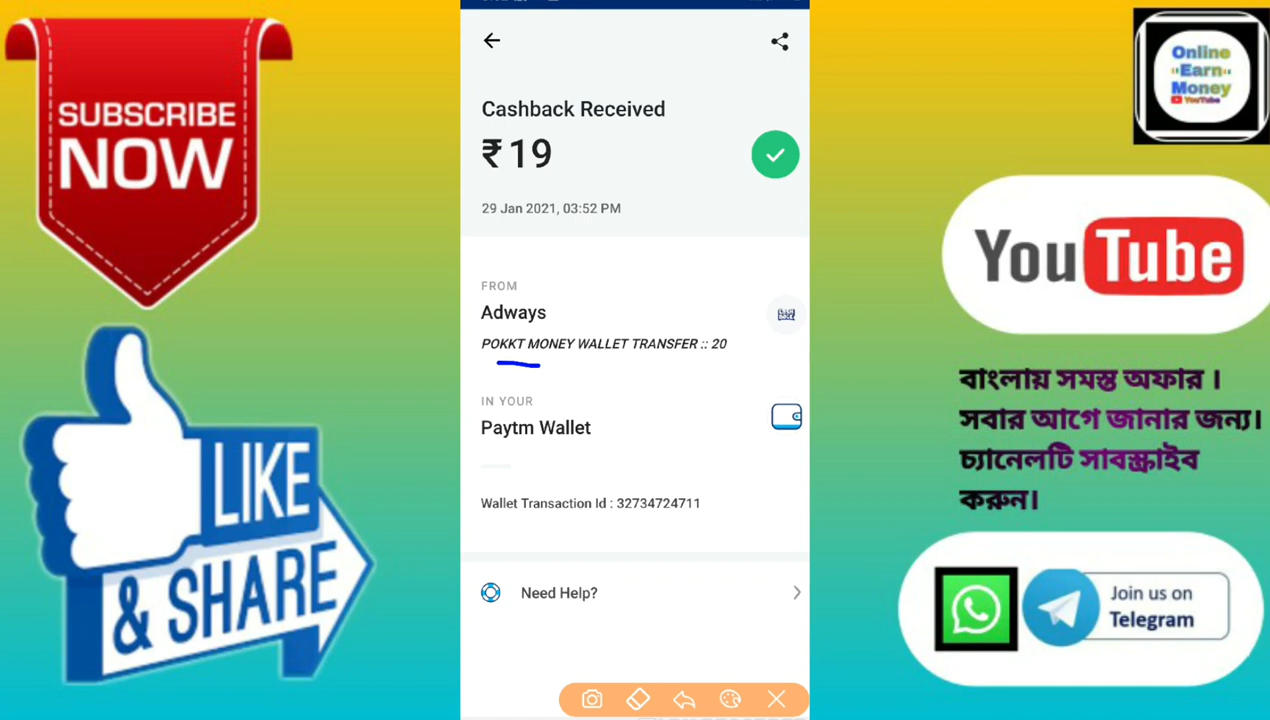 SUBSCRIBE
NOW
LIKE
& SHARE
Cashback Received
₹19
29 Jan 2021, 03:52 PM
FROM
Adways
POKKT MONEY WALLET TRANSFER :: 20
IN YOUR
Paytm Wallet
Wallet Transaction Id : 32734724711
Need Help?
Online
Earn
Money
YouTube
YouTube
বাংলায় সমস্ত অফার ।
সবার আগে জানার জন্য।
চ্যানেলটি সাবস্ক্রাইব
করুন।
Join us on
Telegram